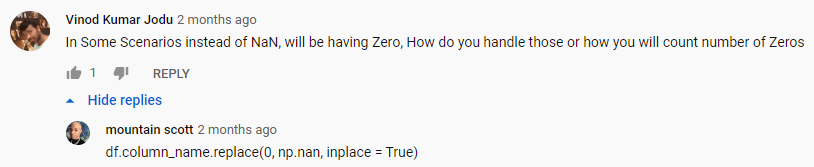 Vinod Kumar Jodu 2 months ago
In Some Scenarios instead of NaN, will be having Zero, How do you handle those or how you will count number of Zeros
1 REPLY
Hide replies
mountain scott 2 months ago
df.column_name.replace(0, np.nan, inplace = True)